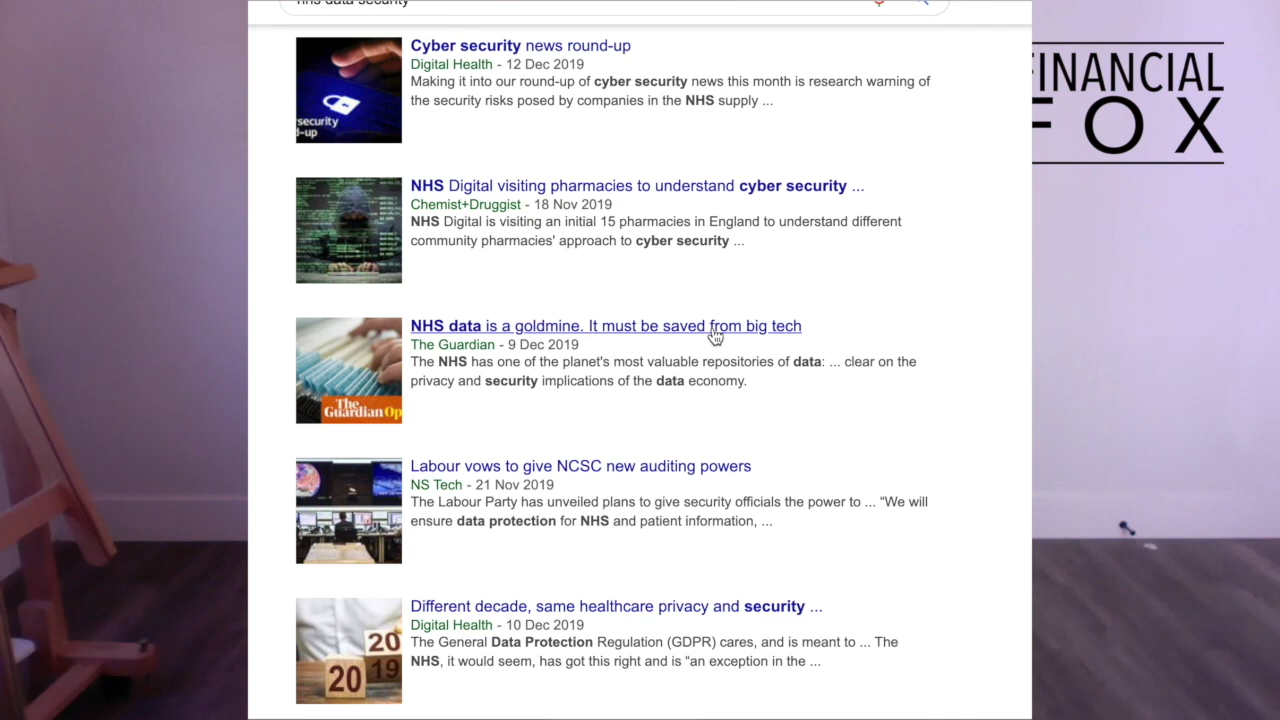 nhs data security
Cyber security news round-up
Digital Health - 12 Dec 2019
Making it into our round-up of cyber security news this month is research warning of
the security risks posed by companies in the NHS supply ...
security
-up
NHS Digital visiting pharmacies to understand cyber security ...
Chemist+Druggist - 18 Nov 2019
NHS Digital is visiting an initial 15 pharmacies in England to understand different
community pharmacies' approach to cyber security ...
NHS data is a goldmine. It must be saved from big tech
The Guardian - 9 Dec 2019
The NHS has one of the planet's most valuable repositories of data: ... clear on the
privacy and security implications of the data economy.
The
Guardian Op
Labour vows to give NCSC new auditing powers
NS Tech - 21 Nov 2019
The Labour Party has unveiled plans to give security officials the power to ... “We will
ensure data protection for NHS and patient information, ...
Different decade, same healthcare privacy and security ...
Digital Health - 10 Dec 2019
The General Data Protection Regulation (GDPR) cares, and is meant to ... The
NHS, it would seem, has got this right and is “an exception in the ...
20
20 19
FINANCIAL
FOX